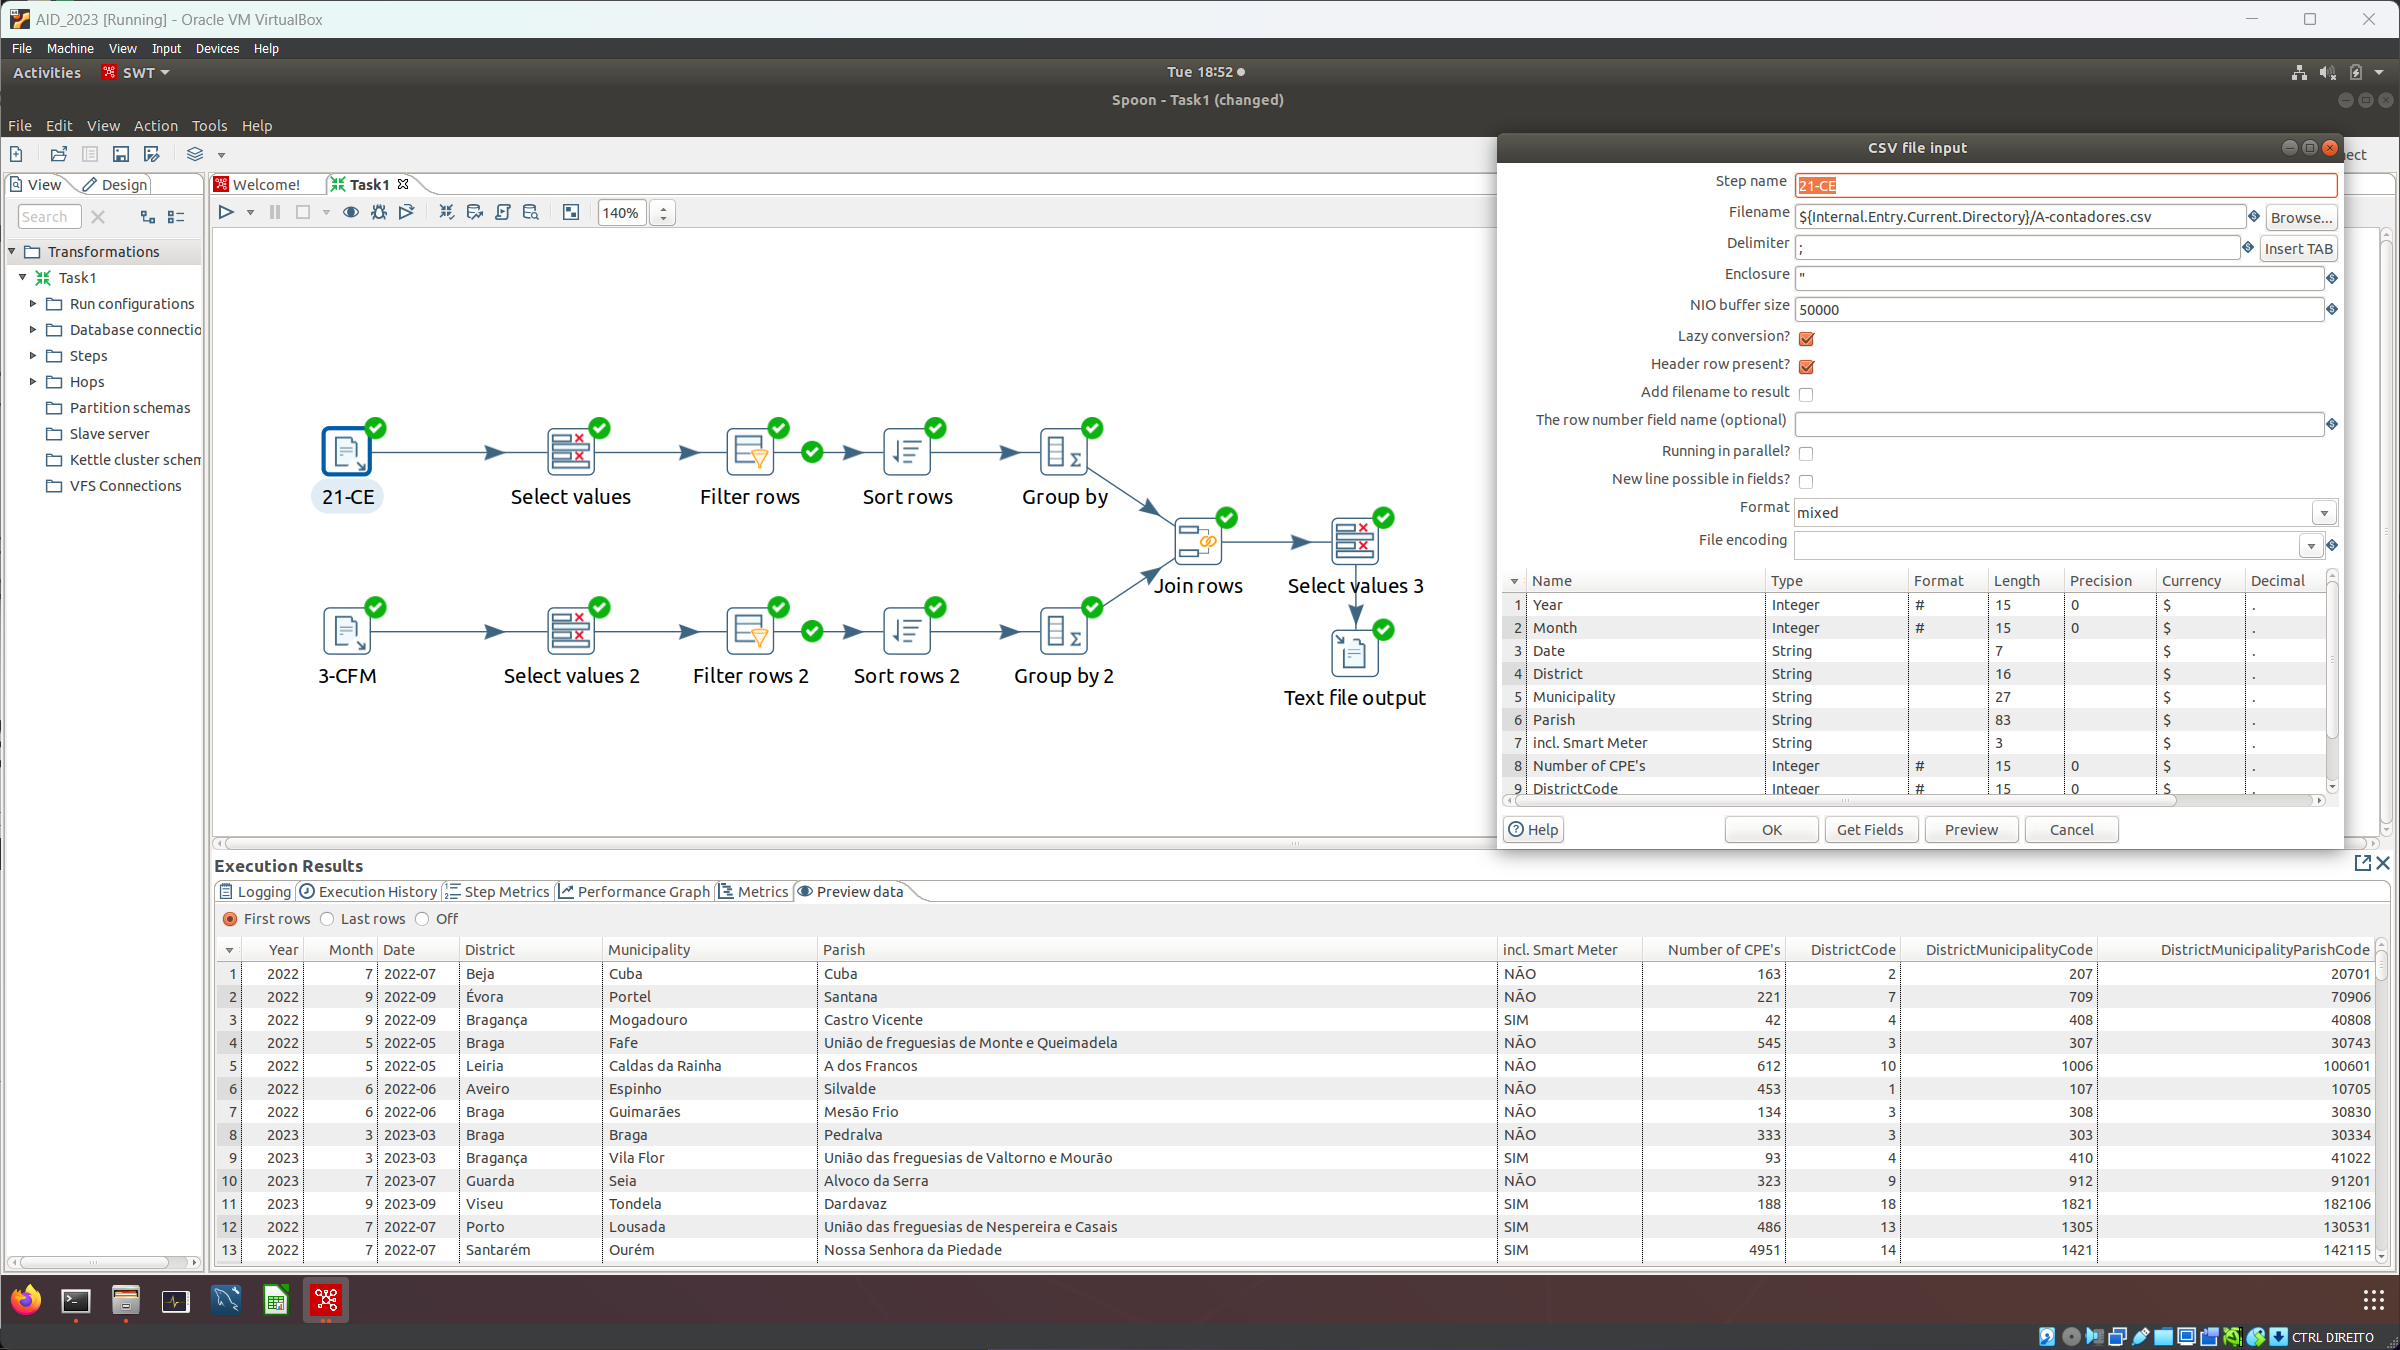 AID_2023 [Running] - Oracle VM VirtualBox
File Machine View Input Devices Help
Activities SWT Tue 18:52
Spoon - Task1 (changed)
File Edit View Action Tools Help
View Design
Search
Transformations
Task1
Run configurations
Database connectio
Steps
Hops
Partition schemas
Slave server
Kettle cluster schem
VFS Connections
Welcome! Task1
140%
21-CE
Select values
Filter rows
Sort rows
Group by
Join rows
Select values 3
3-CFM
Select values 2
Filter rows 2
Sort rows 2
Group by 2
Text file output
ect
CSV file input
Step name 21-CE
Filename ${Internal.Entry.Current.Directory}/A-contadores.csv Browse...
Delimiter ; Insert TAB
Enclosure "
NIO buffer size 50000
Lazy conversion?
Header row present?
Add filename to result
The row number field name (optional)
Running in parallel?
New line possible in fields?
Format mixed
File encoding
Name Type Format Length Precision Currency Decimal
1 Year Integer # 15 0 $ .
2 Month Integer # 15 0 $ .
3 Date String 7 $ .
4 District String 16 $ .
5 Municipality String 27 $ .
6 Parish String 83 $ .
7 incl. Smart Meter String 3 $ .
8 Number of CPE's Integer # 15 0 $ .
9 DistrictCode Integer # 15 0 $ .
Help OK Get Fields Preview Cancel
Execution Results
Logging Execution History Step Metrics Performance Graph Metrics Preview data
First rows Last rows Off
Year Month Date District Municipality Parish incl. Smart Meter Number of CPE's DistrictCode DistrictMunicipalityCode DistrictMunicipalityParishCode
1 2022 7 2022-07 Beja Cuba Cuba NÃO 163 2 207 20701
2 2022 9 2022-09 Évora Portel Santana NÃO 221 7 709 70906
3 2022 9 2022-09 Bragança Mogadouro Castro Vicente SIM 42 4 408 40808
4 2022 5 2022-05 Braga Fafe União de freguesias de Monte e Queimadela NÃO 545 3 307 30743
5 2022 5 2022-05 Leiria Caldas da Rainha A dos Francos NÃO 612 10 1006 100601
6 2022 6 2022-06 Aveiro Espinho Silvalde NÃO 453 1 107 10705
7 2022 6 2022-06 Braga Guimarães Mesão Frio NÃO 134 3 308 30830
8 2023 3 2023-03 Braga Braga Pedralva NÃO 333 3 303 30334
9 2023 3 2023-03 Bragança Vila Flor União das freguesias de Valtorno e Mourão SIM 93 4 410 41022
10 2023 7 2023-07 Guarda Seia Alvoco da Serra NÃO 323 9 912 91201
11 2023 9 2023-09 Viseu Tondela Dardavaz SIM 188 18 1821 182106
12 2022 7 2022-07 Porto Lousada União das freguesias de Nespereira e Casais SIM 486 13 1305 130531
13 2022 7 2022-07 Santarém Ourém Nossa Senhora da Piedade SIM 4951 14 1421 142115
CTRL DIREITO